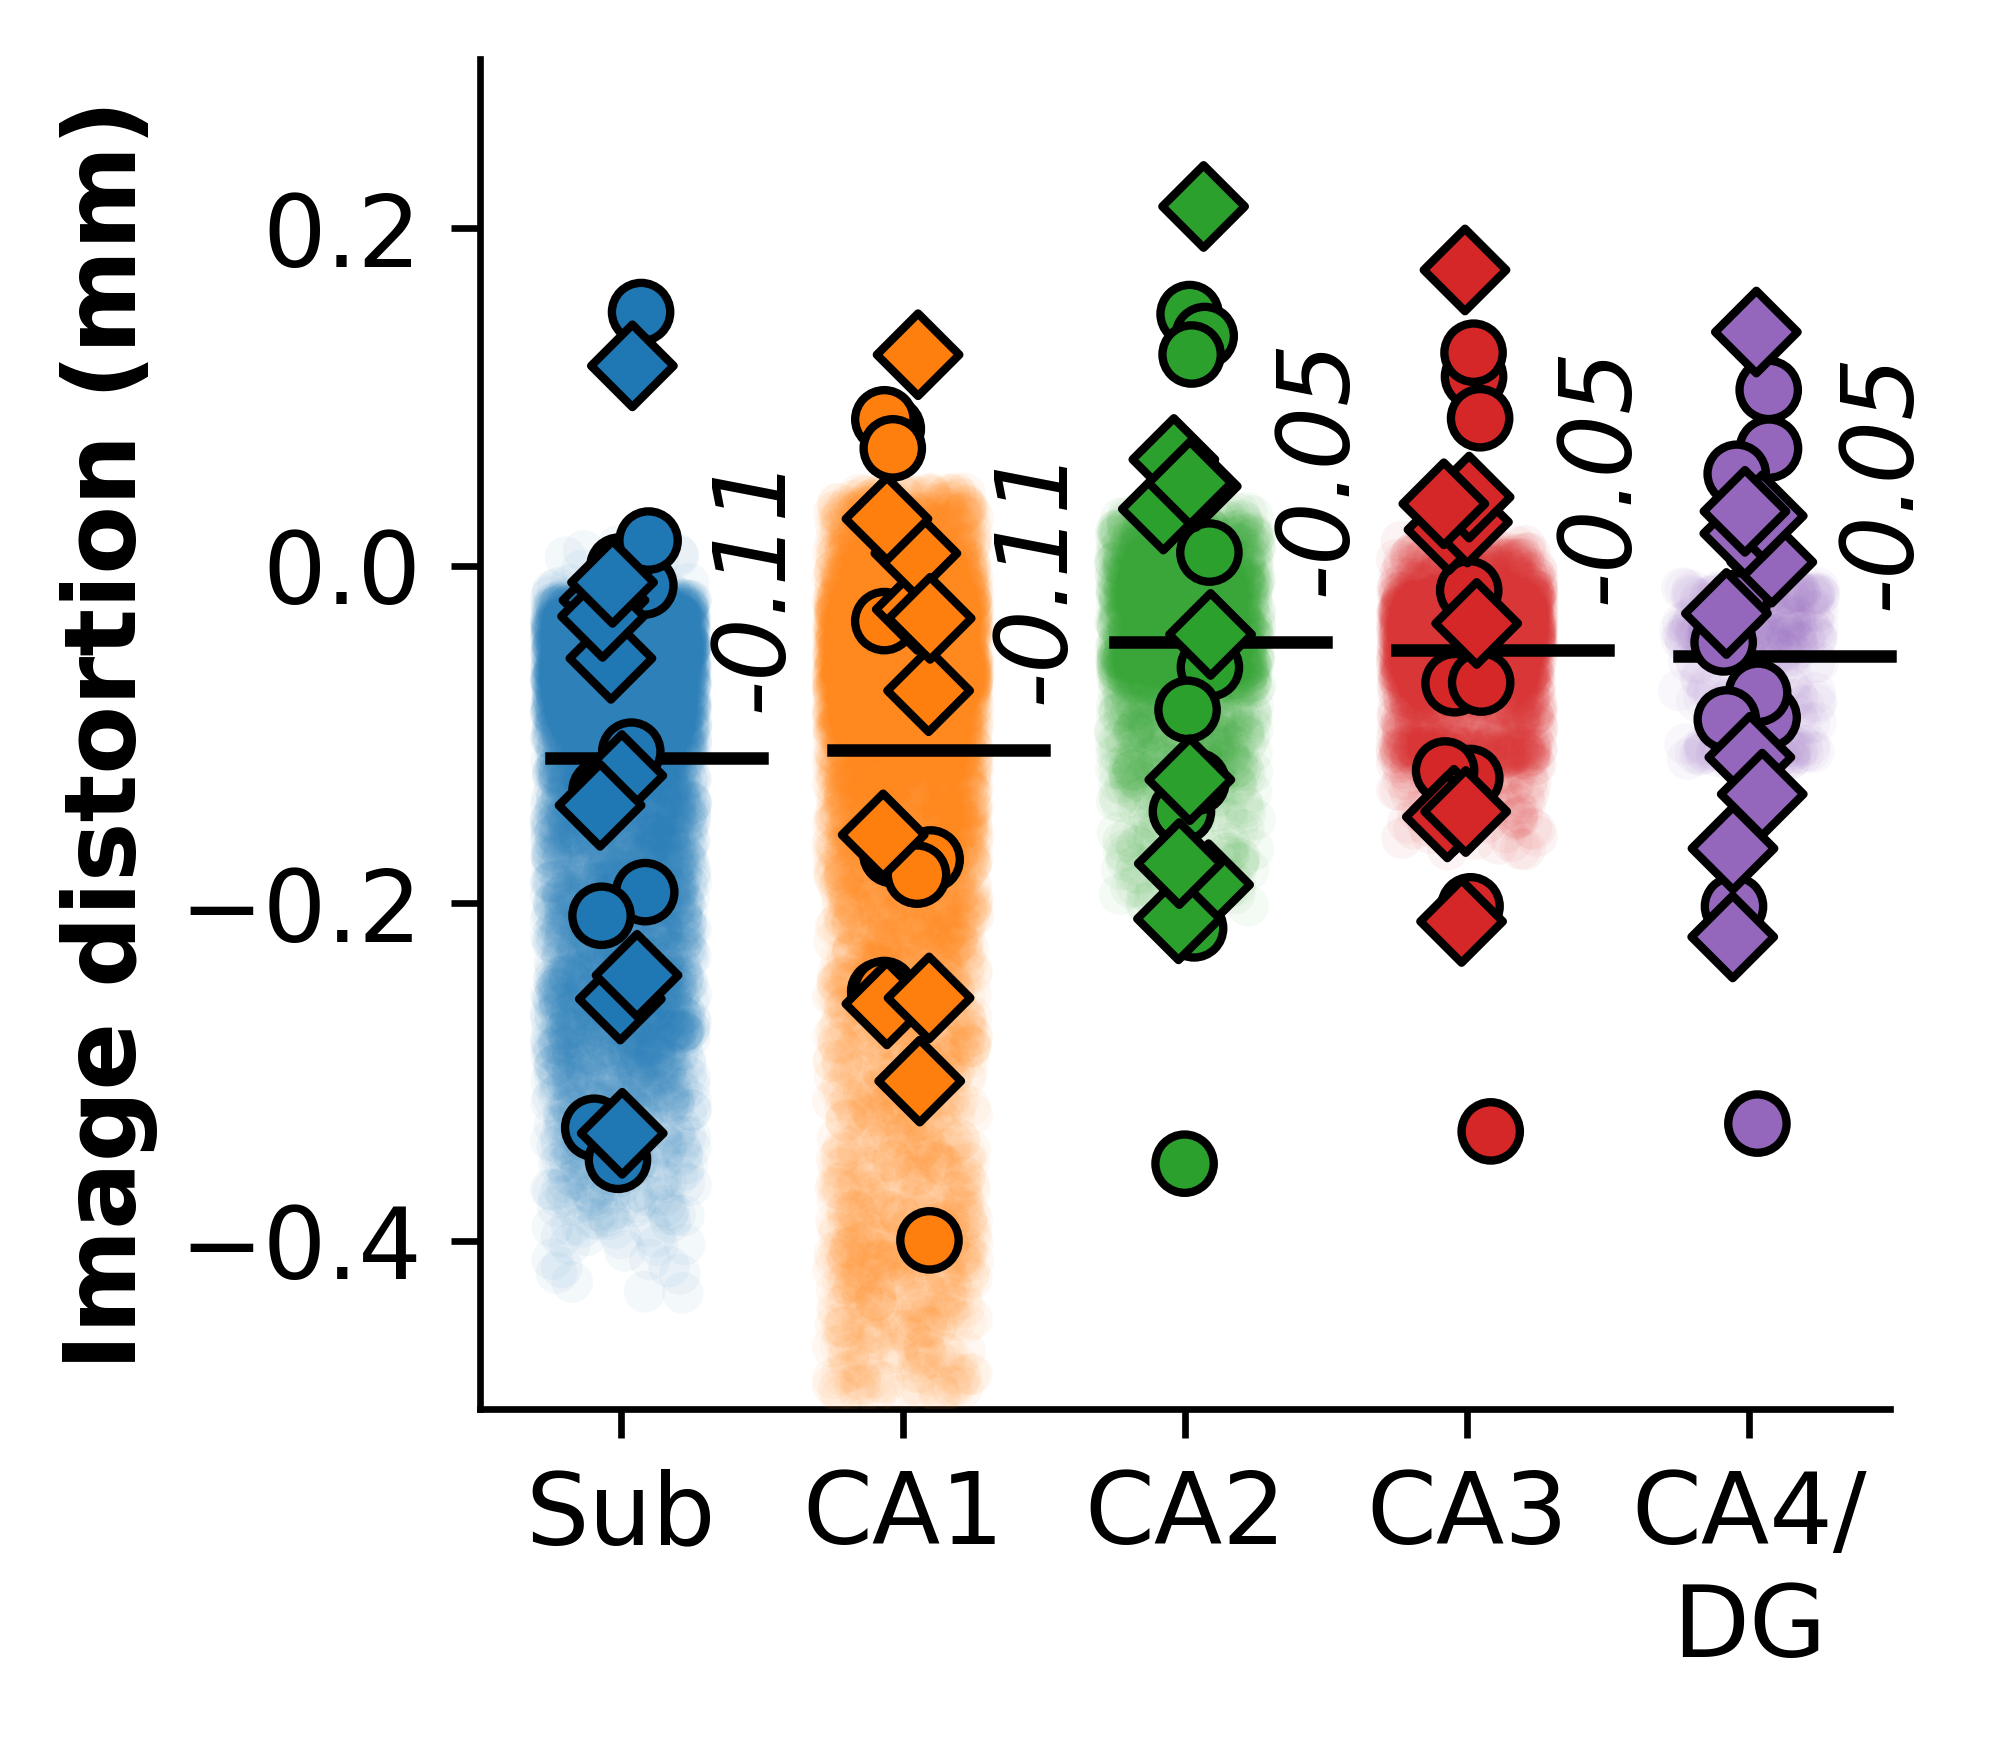 Image distortion (mm)
0.2
0.0
−0.2
−0.4
-0.11
-0.11
-0.05
-0.05
-0.05
Sub
CA1
CA2
CA3
CA4/
DG